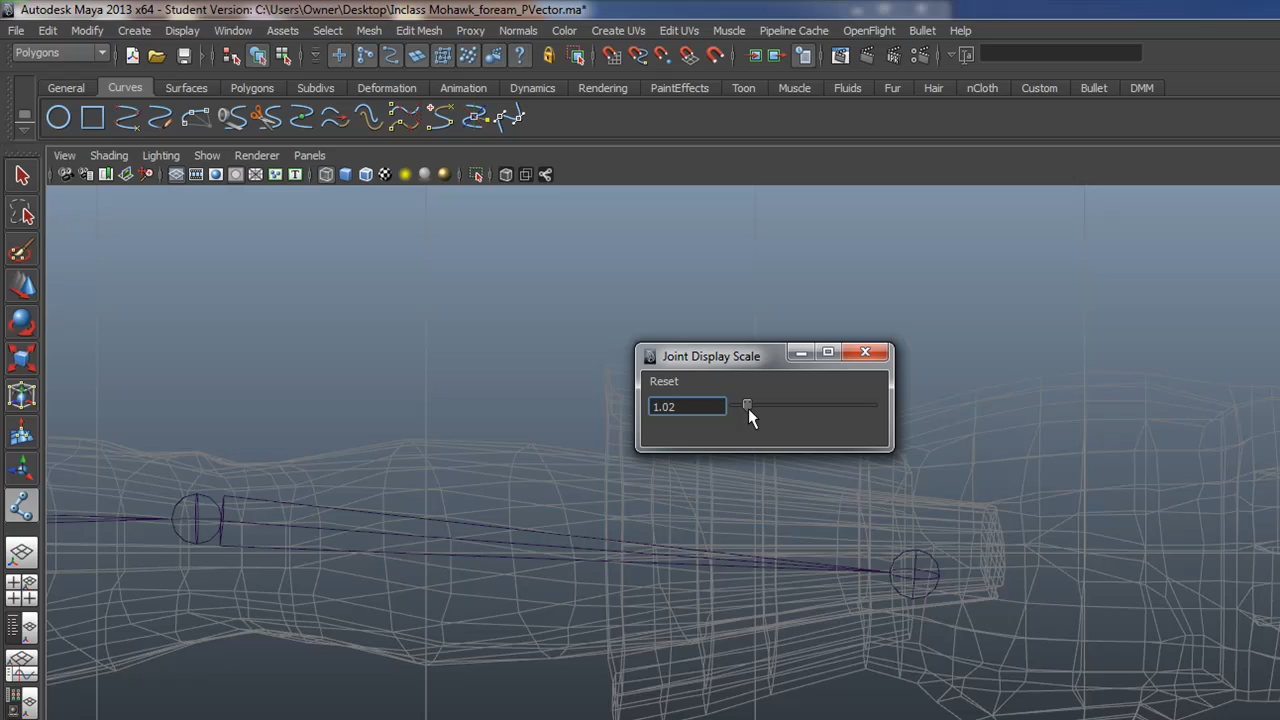 Autodesk Maya 2013 x64 - Student Version: C:\Users\Owner\Desktop\Inclass Mohawk_foream_PVector.ma*
File Edit Modify Create Display Window Assets Select Mesh Edit Mesh Proxy Normals Color Create UVs Edit UVs Muscle Pipeline Cache OpenFlight Bullet Help
Polygons
General Curves Surfaces Polygons Subdivs Deformation Animation Dynamics Rendering PaintEffects Toon Muscle Fluids Fur Hair nCloth Custom Bullet DMM
View Shading Lighting Show Renderer Panels
Joint Display Scale
Reset
1.02